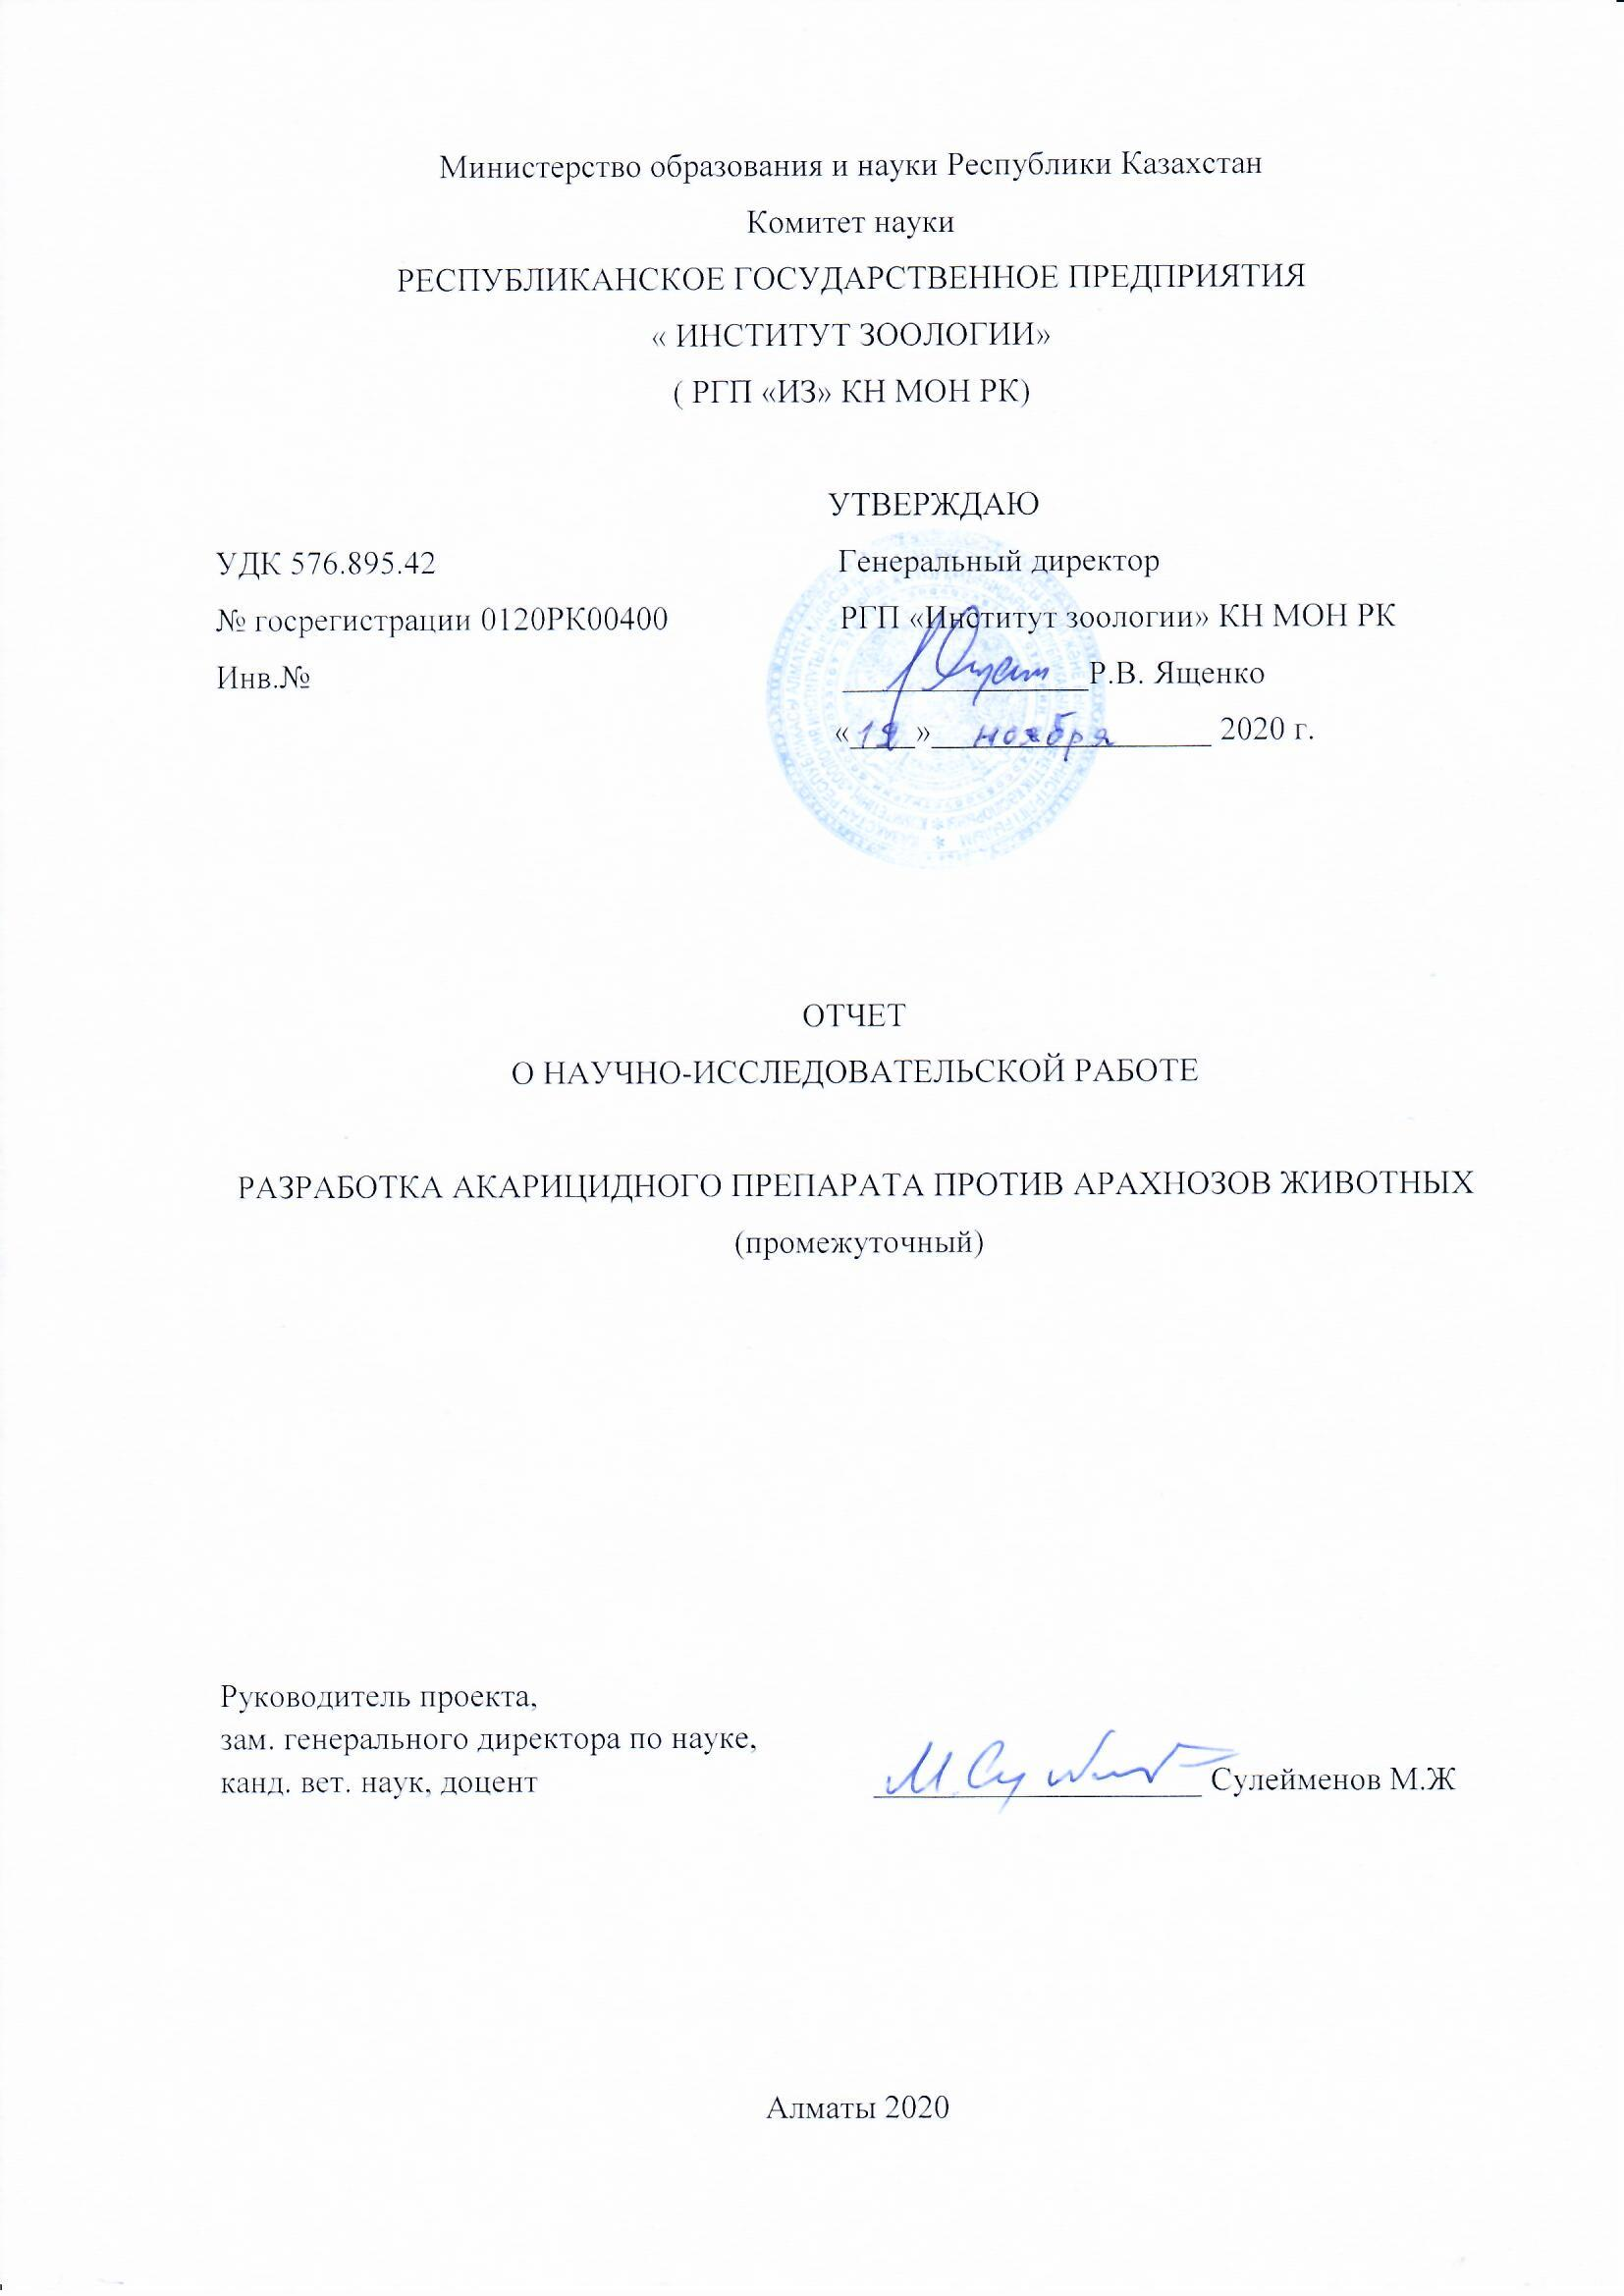 Министерство образования и науки Республики Казахстан
Комитет науки
РЕСПУБЛИКАНСКОЕ ГОСУДАРСТВЕННОЕ ПРЕДПРИЯТИЯ
« ИНСТИТУТ ЗООЛОГИИ»
( РГП «ИЗ» КН МОН РК)
УТВЕРЖДАЮ
УДК 576.895.42 Генеральный директор
№ госрегистрации 0120РК00400 РГП «Институт зоологии» КН МОН РК
Инв.№ Р.В. Ященко
« » ноября 2020 г.
ОТЧЕТ
О НАУЧНО-ИССЛЕДОВАТЕЛЬСКОЙ РАБОТЕ
РАЗРАБОТКА АКАРИЦИДНОГО ПРЕПАРАТА ПРОТИВ АРАХНОЗОВ ЖИВОТНЫХ
(промежуточный)
Руководитель проекта,
зам. генерального директора по науке,
канд. вет. наук, доцент Сулейменов М.Ж
Алматы 2020